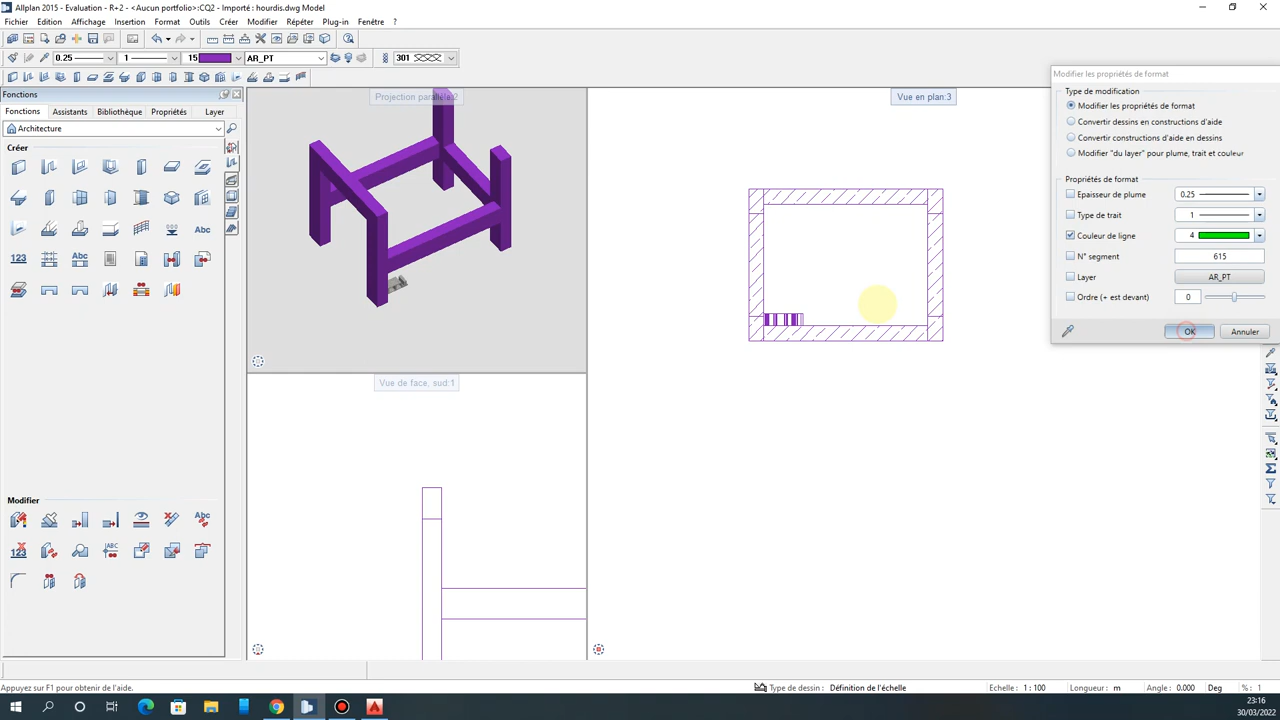 Allplan 2015 - Evaluation - R+2 - <Aucun portfolio>:CQ2 - Importé : hourdis.dwg Model
Fichier Edition Affichage Insertion Format Outils Créer Modifier Répéter Plug-in Fenêtre ?
0.25 1 15 AR_PT 301
Fonctions
Fonctions Assistants Bibliothèque Propriétés Layer
Architecture
Créer
Abc
123 Abc
Modifier
Abc
123 ABC
Projection parallèle:2
Vue de face, sud:1
Vue en plan:3
Modifier les propriétés de format
Type de modification
Modifier les propriétés de format
Convertir dessins en constructions d'aide
Convertir constructions d'aide en dessins
Modifier "du layer" pour plume, trait et couleur
Propriétés de format
Epaisseur de plume 0.25
Type de trait 1
Couleur de ligne 4
N° segment 615
Layer AR_PT
Ordre (+ est devant) 0
OK Annuler
Appuyez sur F1 pour obtenir de l'aide. Type de dessin : Définition de l'échelle Echelle : 1 : 100 Longueur : m Angle : 0.000 Deg % : 1
23:16
30/03/2022